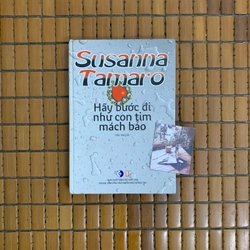 Susanna
Tamaro
Hãy bước đi
như con tim
mách bảo